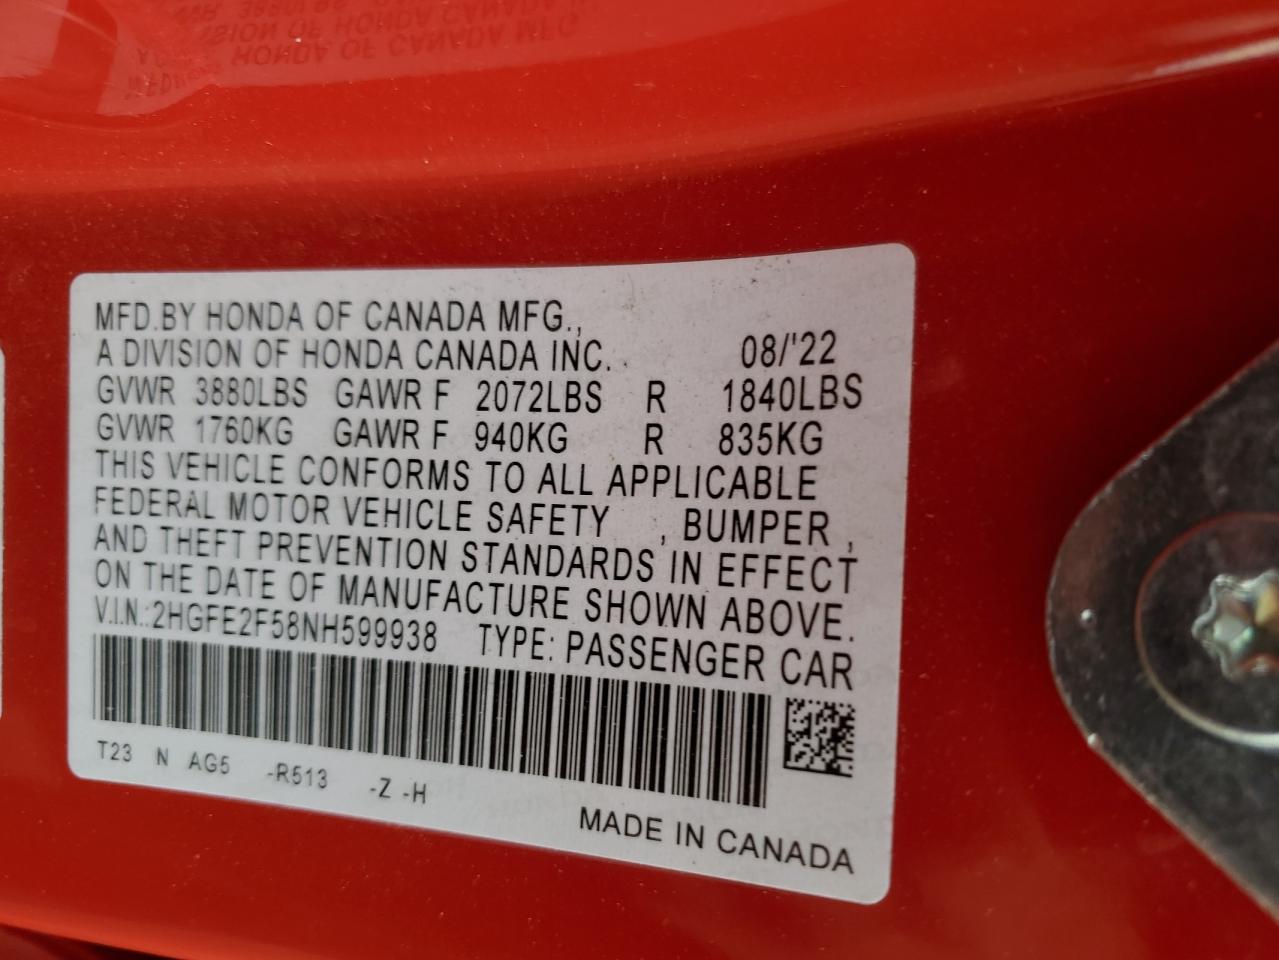 MFD.BY HONDA OF CANADA MFG.,
A DIVISION OF HONDA CANADA INC. 08/'22
GVWR 3880LBS GAWR F 2072LBS R 1840LBS
GVWR 1760KG GAWR F 940KG R 835KG
THIS VEHICLE CONFORMS TO ALL APPLICABLE
FEDERAL MOTOR VEHICLE SAFETY , BUMPER ,
AND THEFT PREVENTION STANDARDS IN EFFECT
ON THE DATE OF MANUFACTURE SHOWN ABOVE.
V.I.N.:2HGFE2F58NH599938 TYPE: PASSENGER CAR
T23 N AG5 -R513 -Z -H
MADE IN CANADA